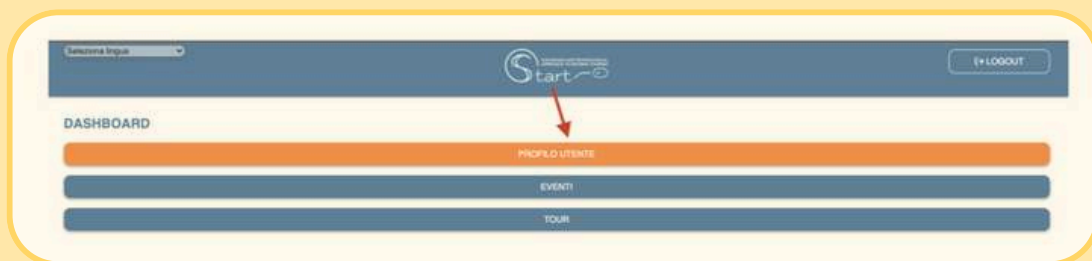 Seleziona lingua
Start
LOGOUT
DASHBOARD
PROFILO UTENTE
EVENTI
TOUR